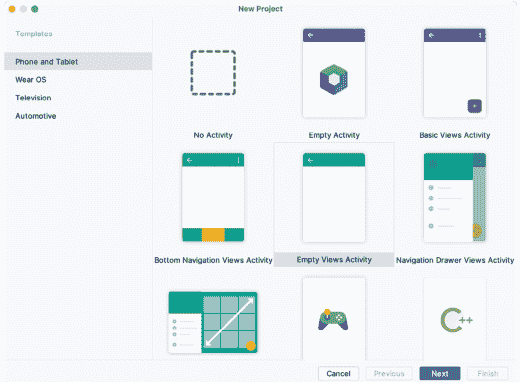 New Project
Templates
Phone and Tablet
Wear OS
Television
Automotive
No Activity
Empty Activity
Basic Views Activity
Bottom Navigation Views Activity
Empty Views Activity
Navigation Drawer Views Activity
C++
Cancel
Previous
Next
Finish